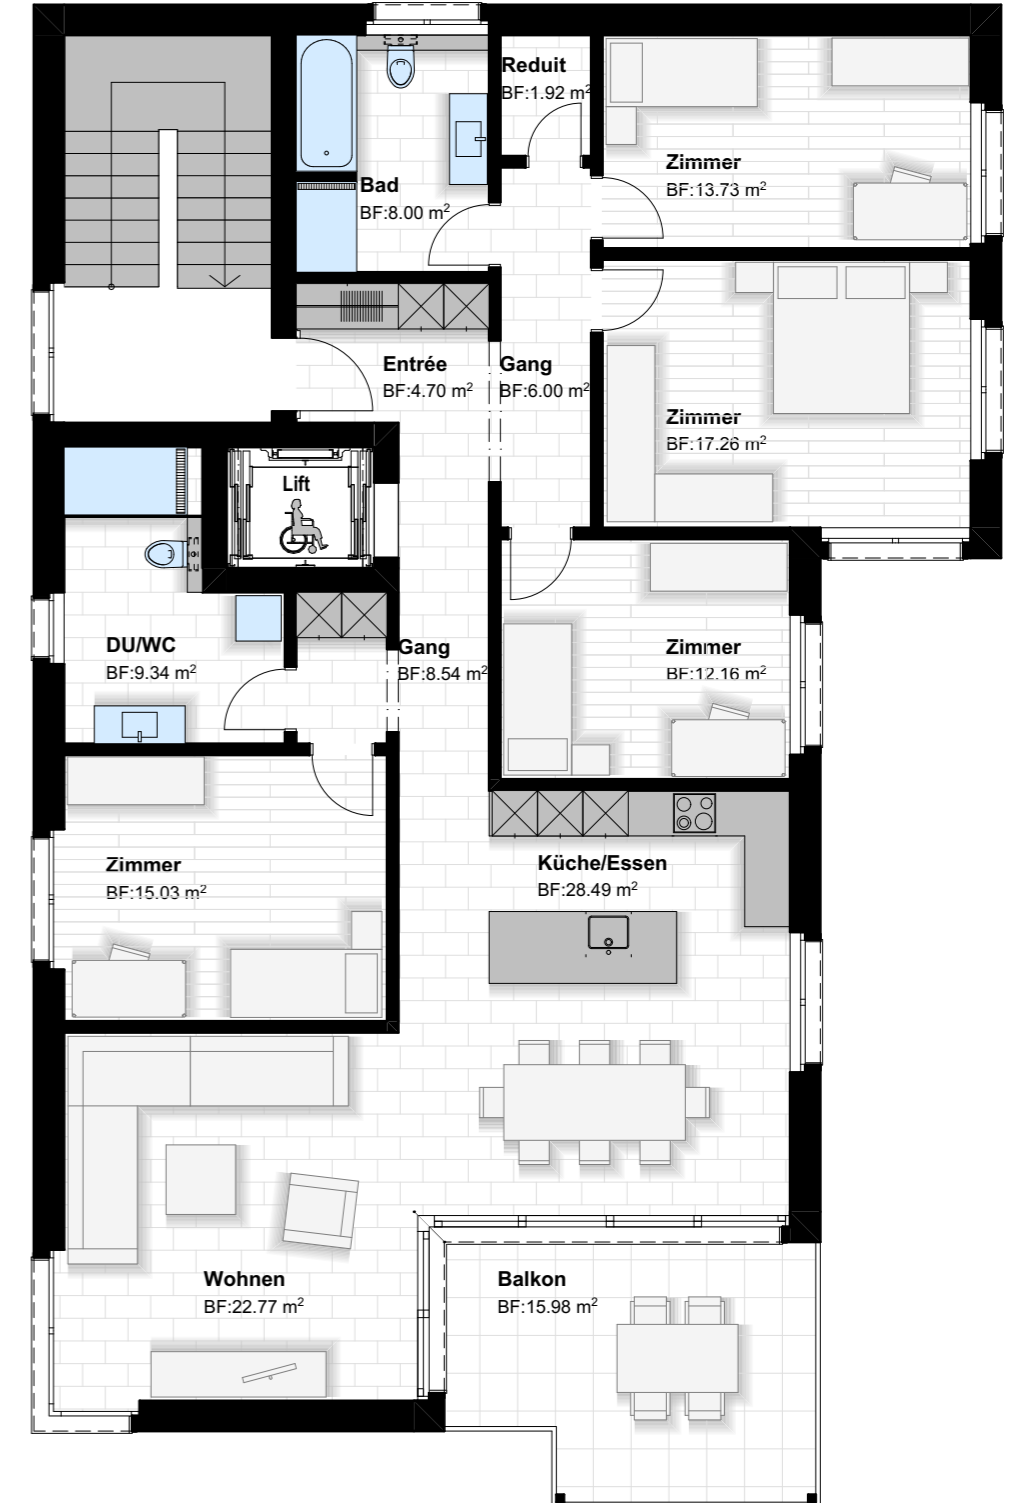 Reduit
BF:1.92 m²
Zimmer
BF:13.73 m²
Bad
BF:8.00 m²
Entrée
BF:4.70 m²
Gang
BF:6.00 m²
Zimmer
BF:17.26 m²
Lift
DU/WC
BF:9.34 m²
Gang
BF:8.54 m²
Zimmer
BF:12.16 m²
Zimmer
BF:15.03 m²
Küche/Essen
BF:28.49 m²
Wohnen
BF:22.77 m²
Balkon
BF:15.98 m²